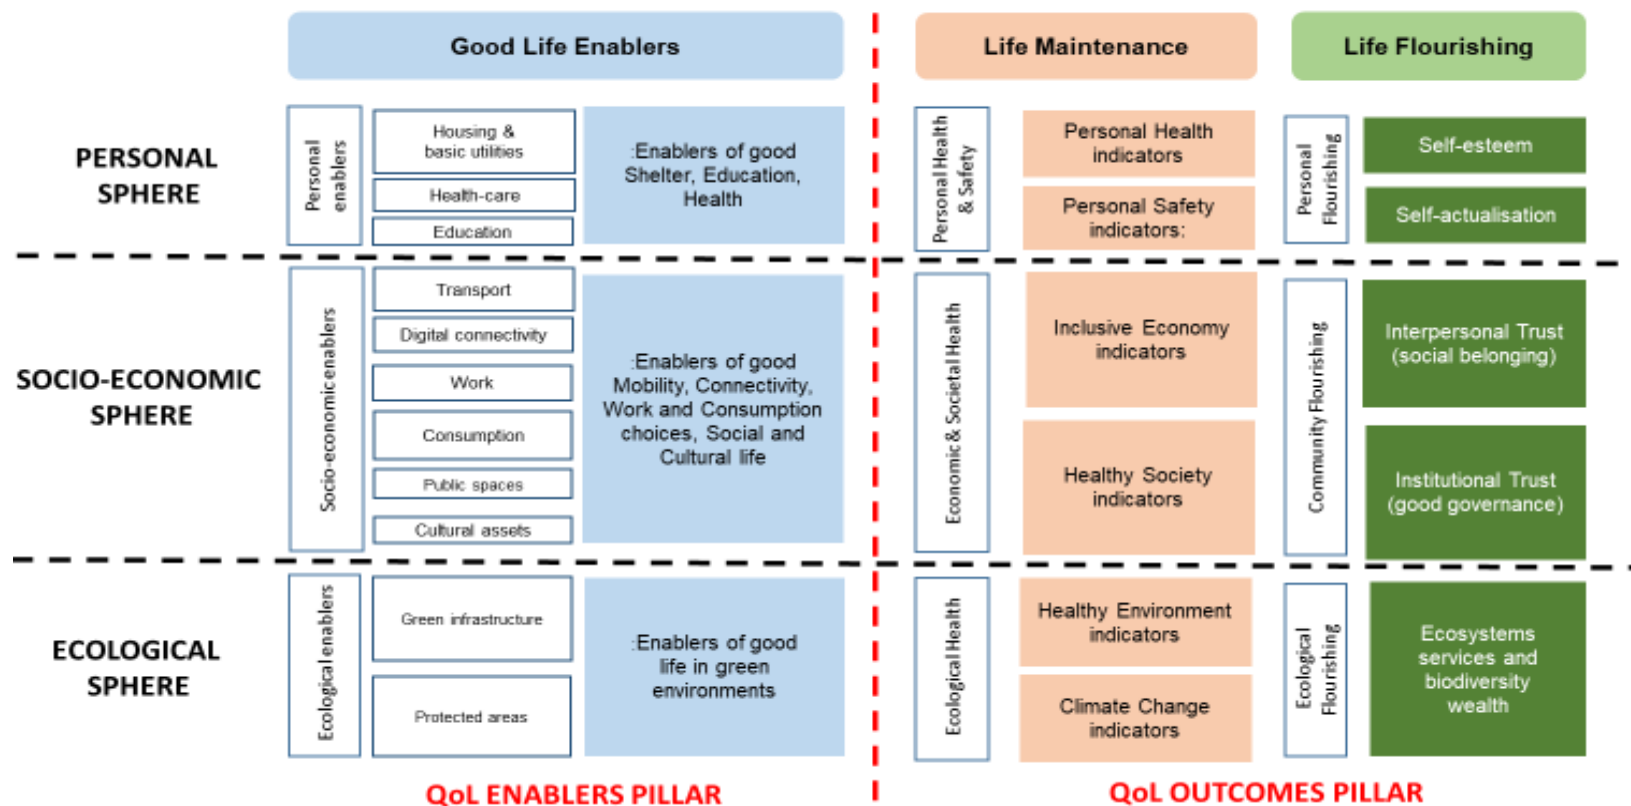 Good Life Enablers
Life Maintenance
Life Flourishing
PERSONAL
SPHERE
Personal
enablers
Housing &
basic utilities
Health-care
Education
:Enablers of good
Shelter, Education,
Health
Personal Health
& Safety
Personal Health
indicators
Personal Safety
indicators:
Personal
Flourishing
Self-esteem
Self-actualisation
SOCIO-ECONOMIC
SPHERE
Socio-economic enablers
Transport
Digital connectivity
Work
Consumption
Public spaces
Cultural assets
:Enablers of good
Mobility, Connectivity,
Work and Consumption
choices, Social and
Cultural life
Economic & Societal Health
Inclusive Economy
indicators
Healthy Society
indicators
Community Flourishing
Interpersonal Trust
(social belonging)
Institutional Trust
(good governance)
ECOLOGICAL
SPHERE
Ecological enablers
Green infrastructure
Protected areas
:Enablers of good
life in green
environments
Ecological Health
Healthy Environment
indicators
Climate Change
indicators
Ecological
Flourishing
Ecosystems
services and
biodiversity
wealth
QoL ENABLERS PILLAR
QoL OUTCOMES PILLAR